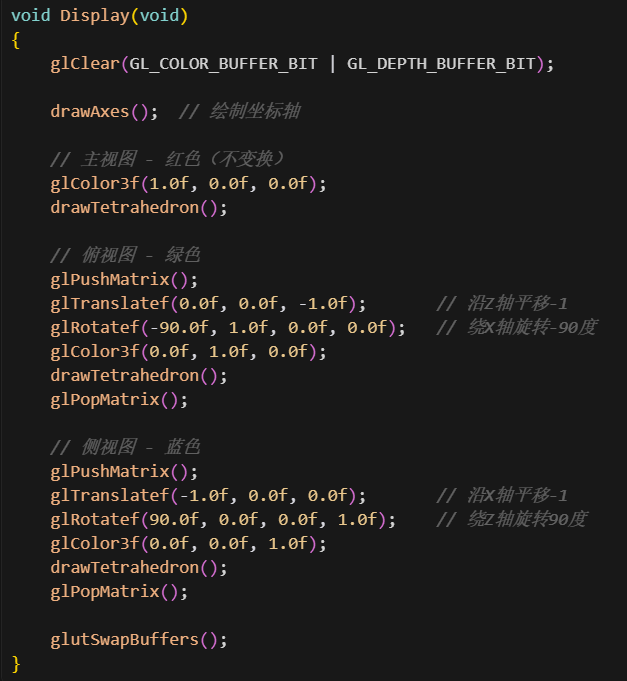 void Display(void)
{
    glClear(GL_COLOR_BUFFER_BIT | GL_DEPTH_BUFFER_BIT);

    drawAxes();  // 绘制坐标轴

    // 主视图 - 红色（不变换）
    glColor3f(1.0f, 0.0f, 0.0f);
    drawTetrahedron();

    // 俯视图 - 绿色
    glPushMatrix();
    glTranslatef(0.0f, 0.0f, -1.0f);       // 沿Z轴平移-1
    glRotatef(-90.0f, 1.0f, 0.0f, 0.0f);   // 绕X轴旋转-90度
    glColor3f(0.0f, 1.0f, 0.0f);
    drawTetrahedron();
    glPopMatrix();

    // 侧视图 - 蓝色
    glPushMatrix();
    glTranslatef(-1.0f, 0.0f, 0.0f);       // 沿X轴平移-1
    glRotatef(90.0f, 0.0f, 0.0f, 1.0f);    // 绕Z轴旋转90度
    glColor3f(0.0f, 0.0f, 1.0f);
    drawTetrahedron();
    glPopMatrix();

    glutSwapBuffers();
}